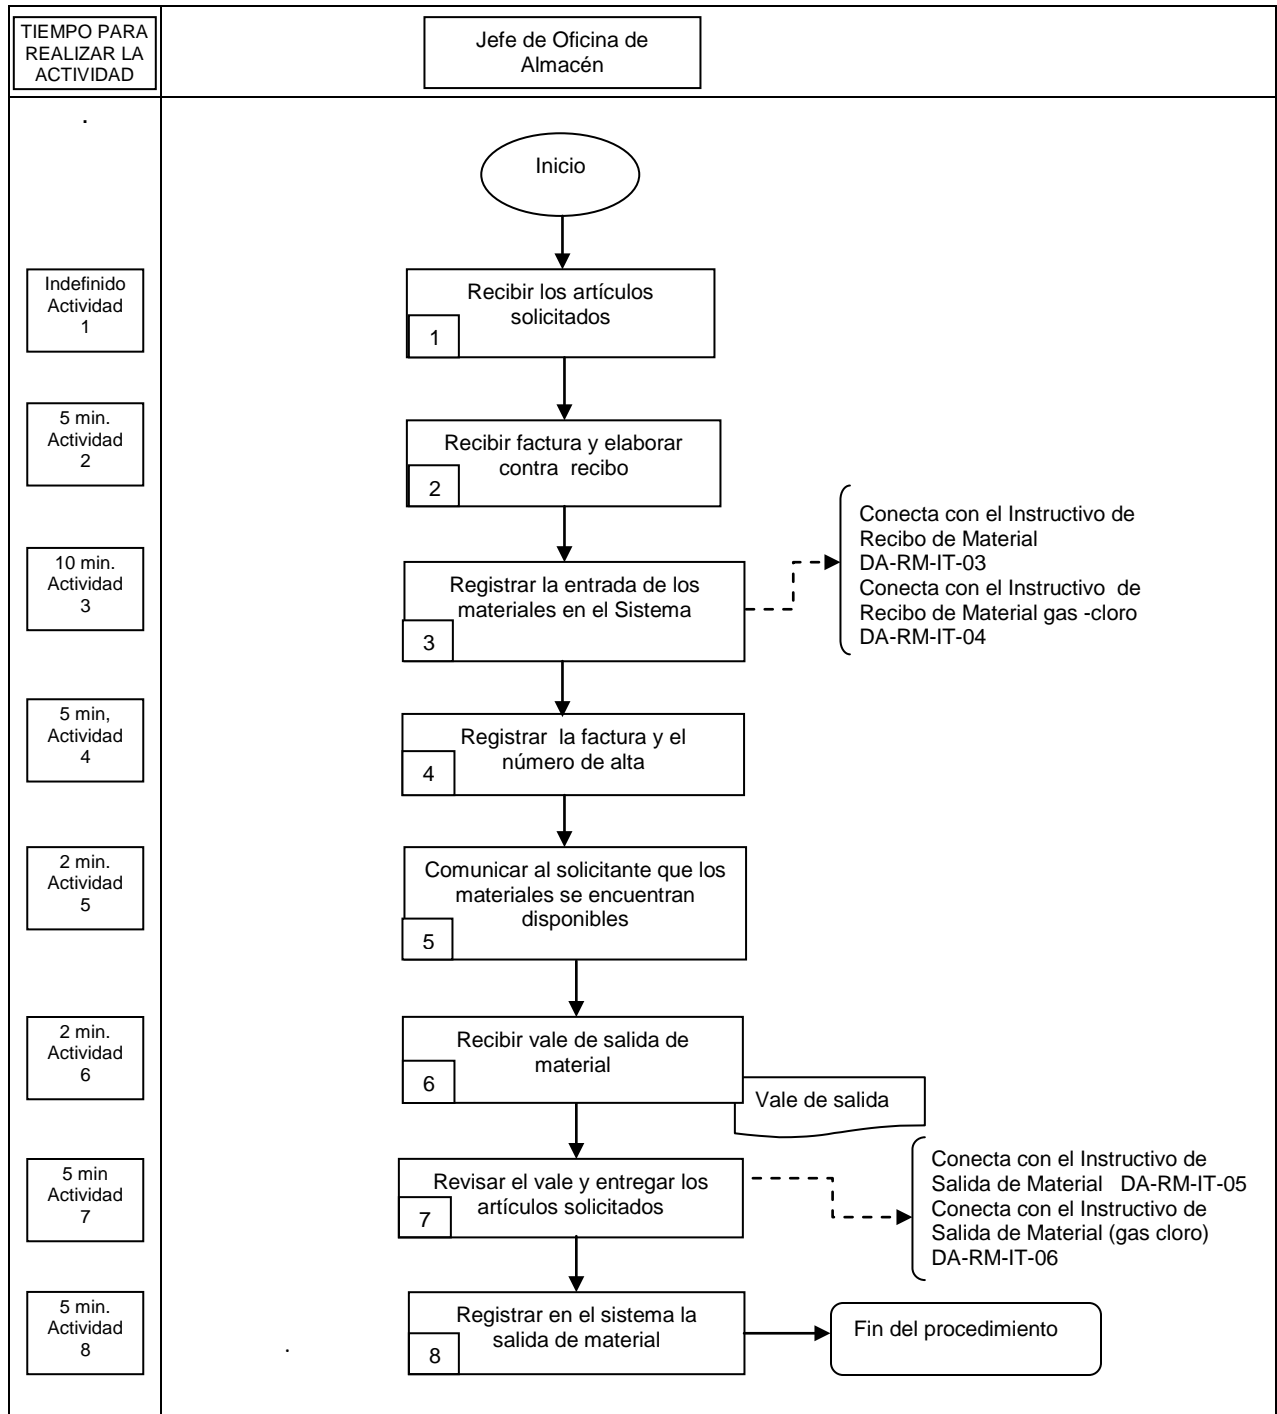 TIEMPO PARA
REALIZAR LA
ACTIVIDAD
Jefe de Oficina de
Almacén
.
Inicio
Indefinido
Actividad
1
Recibir los artículos
solicitados
1
5 min.
Actividad
2
Recibir factura y elaborar
contra recibo
2
10 min.
Actividad
3
Registrar la entrada de los
materiales en el Sistema
3
Conecta con el Instructivo de
Recibo de Material
DA-RM-IT-03
Conecta con el Instructivo de
Recibo de Material gas -cloro
DA-RM-IT-04
5 min,
Actividad
4
Registrar la factura y el
número de alta
4
2 min.
Actividad
5
Comunicar al solicitante que los
materiales se encuentran
disponibles
5
2 min.
Actividad
6
Recibir vale de salida de
material
6
Vale de salida
5 min
Actividad
7
Revisar el vale y entregar los
artículos solicitados
7
Conecta con el Instructivo de
Salida de Material DA-RM-IT-05
Conecta con el Instructivo de
Salida de Material (gas cloro)
DA-RM-IT-06
5 min.
Actividad
8
.
Registrar en el sistema la
salida de material
8
Fin del procedimiento